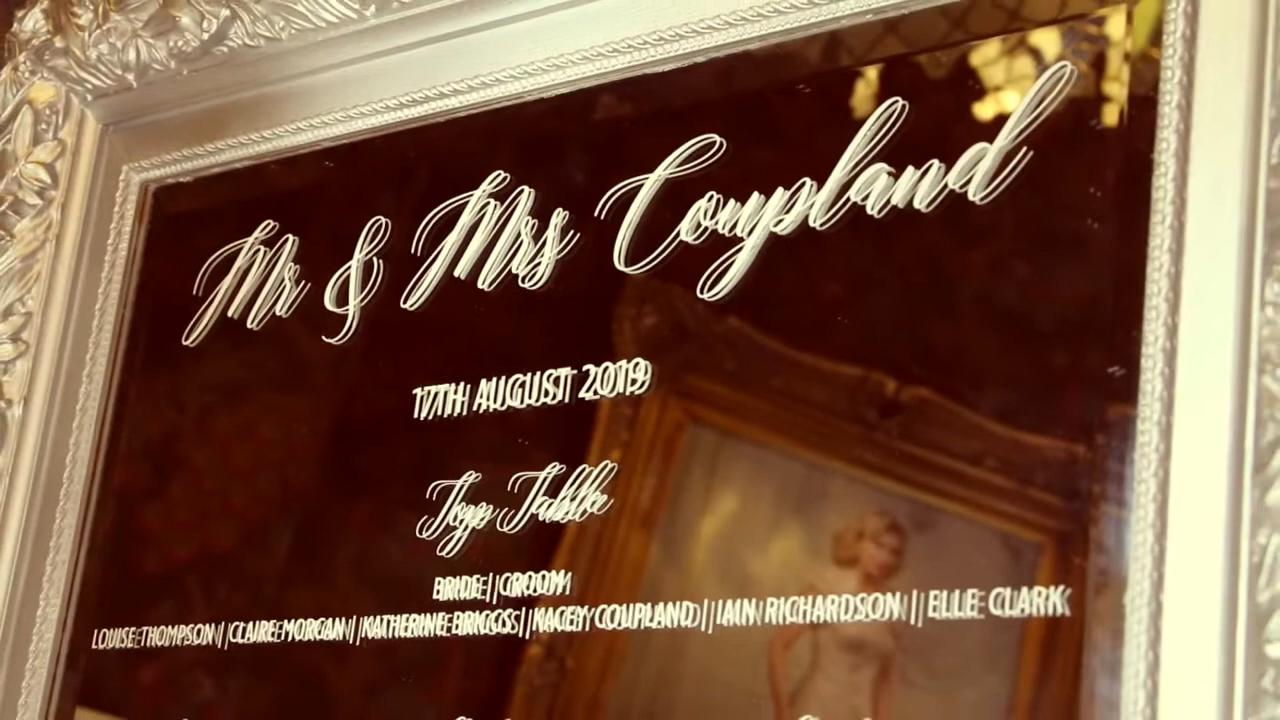 Mr & Mrs Coupland
17TH AUGUST 2019
Top Table
BRIDE | GROOM
LOUISE THOMPSON | CLAIRE MORGAN | KATHERINE BRIGGS | KACEY COUPLAND | IAIN RICHARDSON | ELLE CLARK